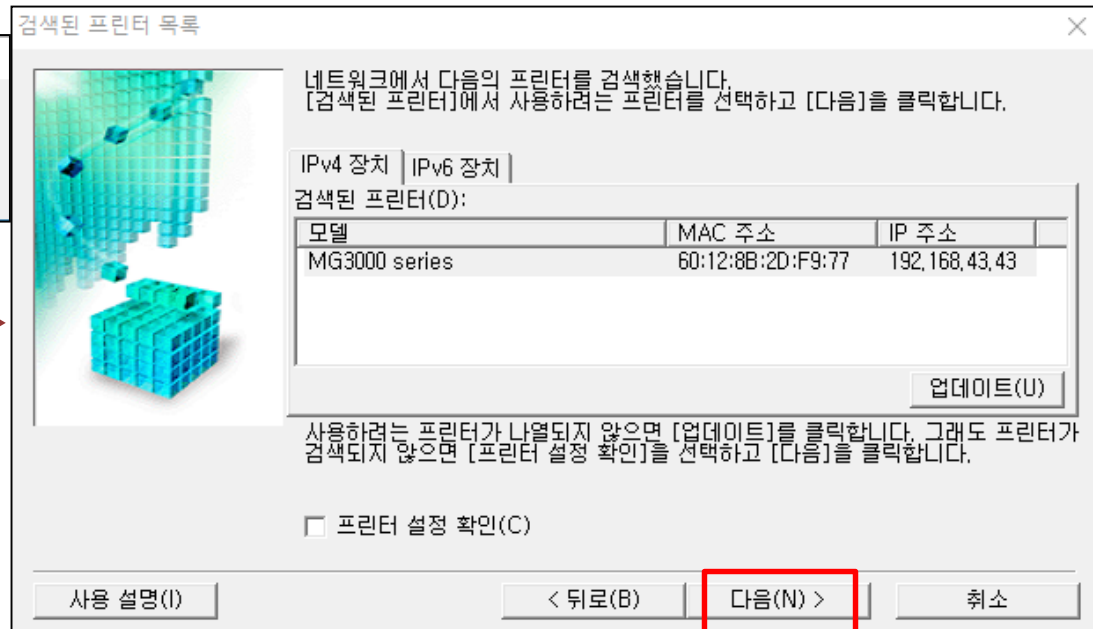 검색된 프린터 목록
네트워크에서 다음의 프린터를 검색했습니다.
[검색된 프린터]에서 사용하려는 프린터를 선택하고 [다음]을 클릭합니다.
IPv4 장치 IPv6 장치
검색된 프린터(D):
모델 MAC 주소 IP 주소
MG3000 series 60:12:8B:2D:F9:77 192.168.43.43
업데이트(U)
사용하려는 프린터가 나열되지 않으면 [업데이트]를 클릭합니다. 그래도 프린터가
검색되지 않으면 [프린터 설정 확인]을 선택하고 [다음]을 클릭합니다.
프린터 설정 확인(C)
사용 설명(I) < 뒤로(B) 다음(N) > 취소